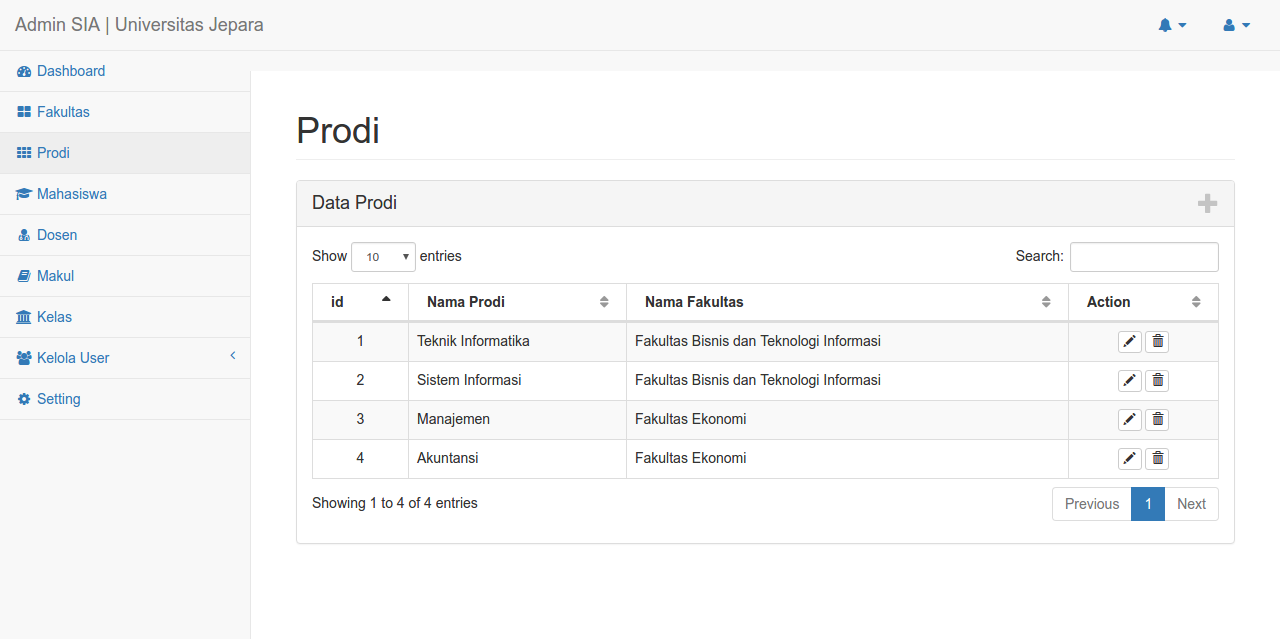 Admin SIA | Universitas Jepara
Dashboard
Fakultas
Prodi
Mahasiswa
Dosen
Makul
Kelas
Kelola User
Setting
Prodi
Data Prodi
Show 10 entries Search:
id Nama Prodi Nama Fakultas Action
1 Teknik Informatika Fakultas Bisnis dan Teknologi Informasi
2 Sistem Informasi Fakultas Bisnis dan Teknologi Informasi
3 Manajemen Fakultas Ekonomi
4 Akuntansi Fakultas Ekonomi
Showing 1 to 4 of 4 entries Previous 1 Next